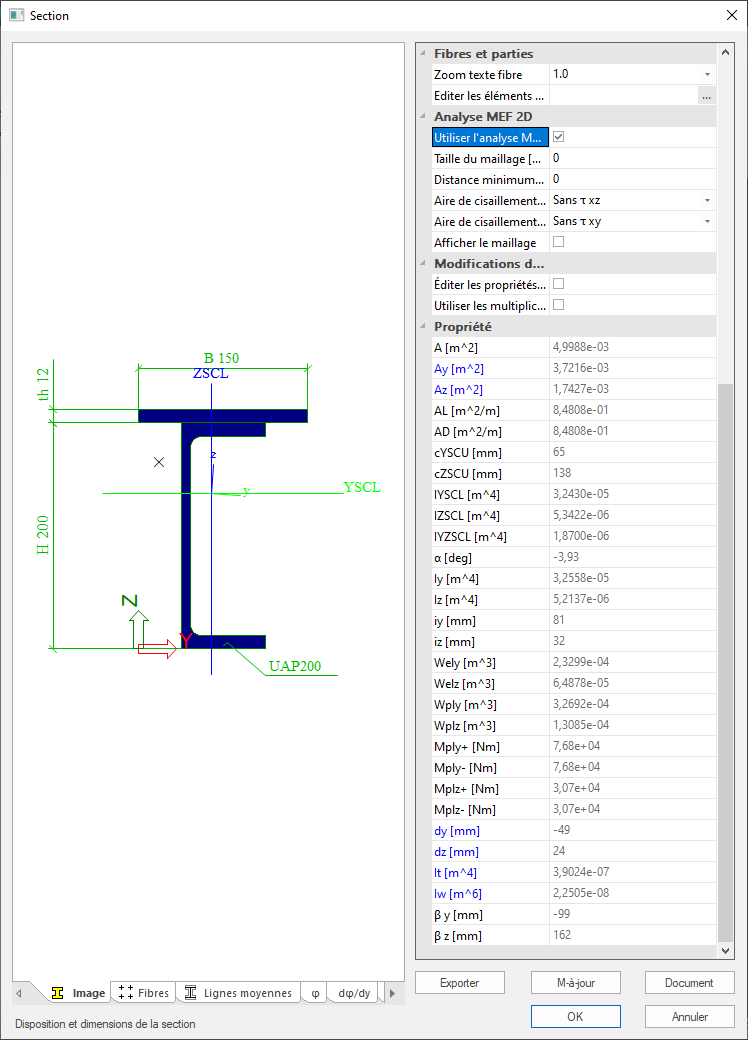 Section
B 150
ZSCL
th 12
z
y
YSCL
H 200
Z
Y
UAP200
Image
Fibres
Lignes moyennes
φ
dφ/dy
Disposition et dimensions de la section
Fibres et parties
Zoom texte fibre 1.0
Editer les éléments ... ...
Analyse MEF 2D
Utiliser l'analyse M...
Taille du maillage [... 0
Distance minimum... 0
Aire de cisaillement... Sans τ xz
Aire de cisaillement... Sans τ xy
Afficher le maillage
Modifications d...
Éditer les propriétés...
Utiliser les multiplic...
Propriété
A [m^2] 4,9988e-03
Ay [m^2] 3,7216e-03
Az [m^2] 1,7427e-03
AL [m^2/m] 8,4808e-01
AD [m^2/m] 8,4808e-01
cYSCU [mm] 65
cZSCU [mm] 138
IYSCL [m^4] 3,2430e-05
IZSCL [m^4] 5,3422e-06
IYZSCL [m^4] 1,8700e-06
α [deg] -3,93
Iy [m^4] 3,2558e-05
Iz [m^4] 5,2137e-06
iy [mm] 81
iz [mm] 32
Wely [m^3] 2,3299e-04
Welz [m^3] 6,4878e-05
Wply [m^3] 3,2692e-04
Wplz [m^3] 1,3085e-04
Mply+ [Nm] 7,68e+04
Mply- [Nm] 7,68e+04
Mplz+ [Nm] 3,07e+04
Mplz- [Nm] 3,07e+04
dy [mm] -49
dz [mm] 24
It [m^4] 3,9024e-07
Iw [m^6] 2,2505e-08
β y [mm] -99
β z [mm] 162
Exporter
M-à-jour
Document
OK
Annuler